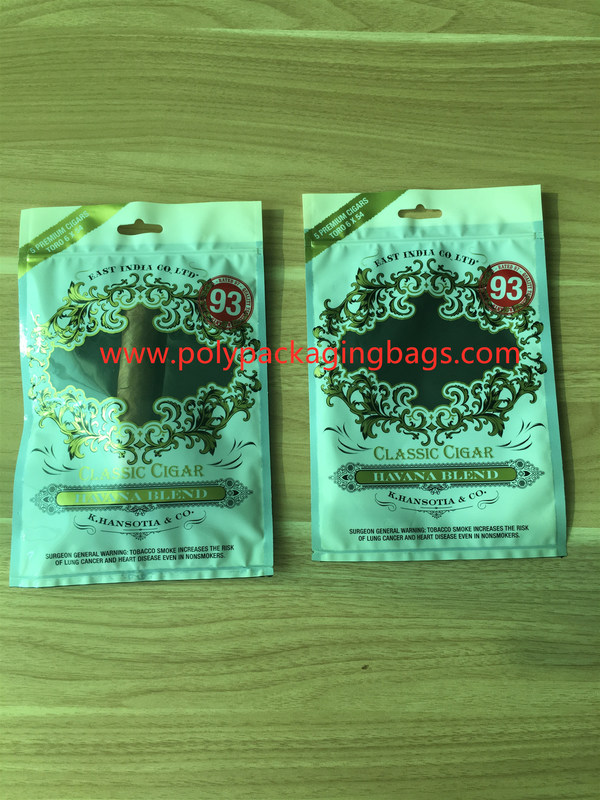 5 PREMIUM CIGARS
TORO 6 X 54
EAST INDIA CO. LTD
RATED
93
CLASSIC CIGAR
HAVANA BLEND
K.HANSOTIA & CO.
SURGEON GENERAL WARNING: TOBACCO SMOKE INCREASES THE RISK
OF LUNG CANCER AND HEART DISEASE EVEN IN NONSMOKERS.
5 PREMIUM CIGARS
TORO 6 X 54
EAST INDIA CO. LTD
RATED
93
CLASSIC CIGAR
HAVANA BLEND
K.HANSOTIA & CO.
SURGEON GENERAL WARNING: TOBACCO SMOKE INCREASES THE RISK
OF LUNG CANCER AND HEART DISEASE EVEN IN NONSMOKERS.
www.polypackagingbags.com